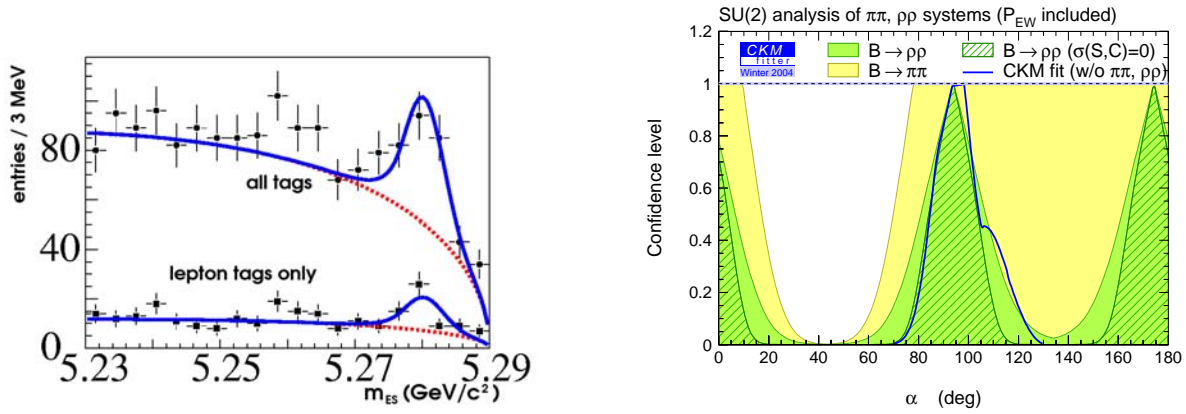 entries / 3 MeV
80
40
0
all tags
lepton tags only
5.23
5.25
5.27
5.29
m_ES (GeV/c²)
SU(2) analysis of ππ, ρρ systems (P_EW included)
CKM
fitter
Winter 2004
B → ρρ
B → ρρ (σ(S,C)=0)
B → ππ
CKM fit (w/o ππ, ρρ)
Confidence level
1.2
1
0.8
0.6
0.4
0.2
0
0
20
40
60
80
100
120
140
160
180
α (deg)